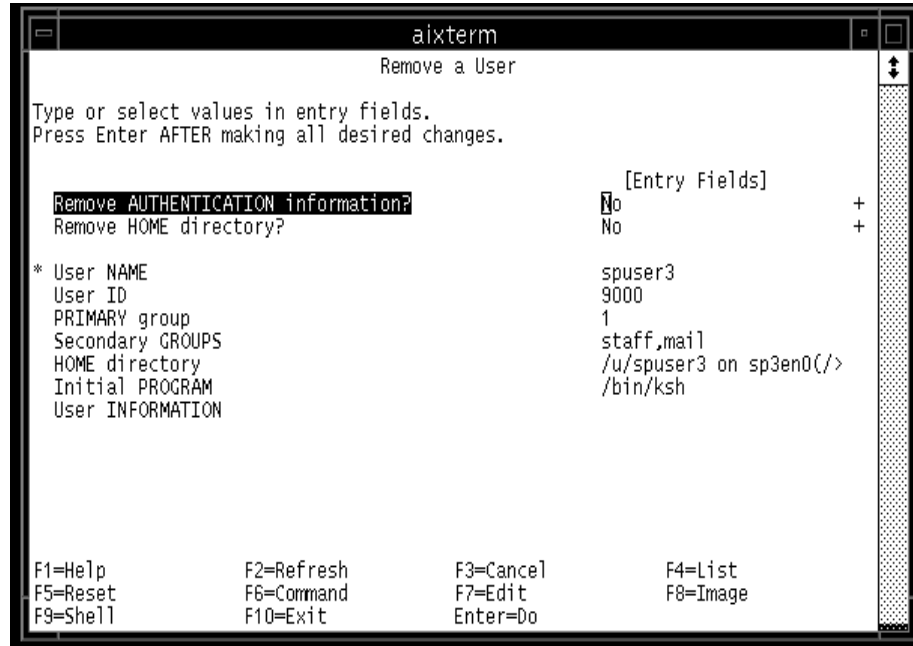 aixterm
Remove a User
Type or select values in entry fields.
Press Enter AFTER making all desired changes.
[Entry Fields]
Remove AUTHENTICATION information? No +
Remove HOME directory? No +
* User NAME spuser3
User ID 9000
PRIMARY group 1
Secondary GROUPS staff,mail
HOME directory /u/spuser3 on sp3en0(/>
Initial PROGRAM /bin/ksh
User INFORMATION
F1=Help F2=Refresh F3=Cancel F4=List
F5=Reset F6=Command F7=Edit F8=Image
F9=Shell F10=Exit Enter=Do